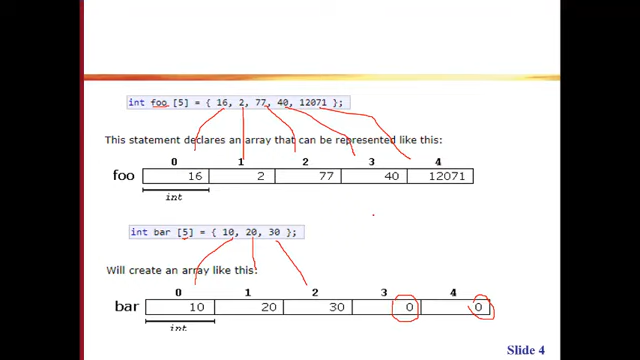 int foo [5] = { 16, 2, 77, 40, 12071 };
This statement declares an array that can be represented like this:
0 1 2 3 4
foo 16 2 77 40 12071
int
int bar [5] = { 10, 20, 30 };
Will create an array like this:
0 1 2 3 4
bar 10 20 30 0 0
int
Slide 4